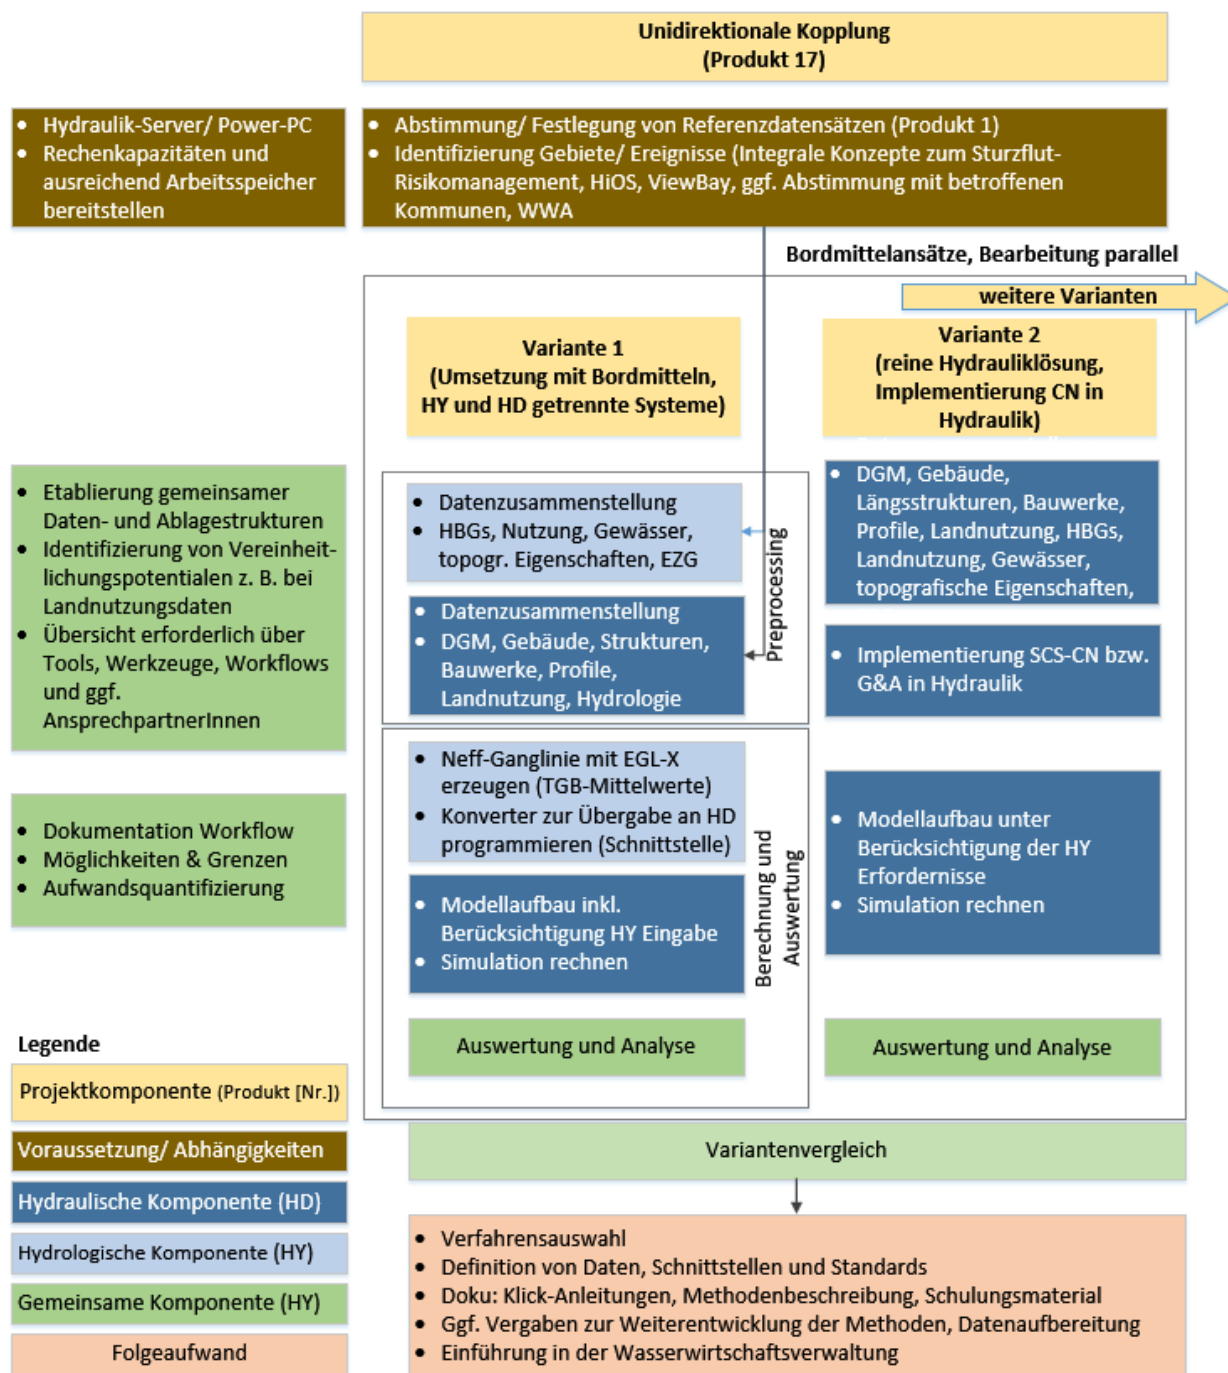 Unidirektionale Kopplung
(Produkt 17)
• Hydraulik-Server/ Power-PC
• Rechenkapazitäten und
ausreichend Arbeitsspeicher
bereitstellen
• Abstimmung/ Festlegung von Referenzdatensätzen (Produkt 1)
• Identifizierung Gebiete/ Ereignisse (Integrale Konzepte zum Sturzflut-
Risikomanagement, HiOS, ViewBay, ggf. Abstimmung mit betroffenen
Kommunen, WWA
Bordmittelansätze, Bearbeitung parallel
weitere Varianten
Variante 1
(Umsetzung mit Bordmitteln,
HY und HD getrennte Systeme)
Variante 2
(reine Hydrauliklösung,
Implementierung CN in
Hydraulik)
• Etablierung gemeinsamer
Daten- und Ablagestrukturen
• Identifizierung von Vereinheit-
lichungspotentialen z. B. bei
Landnutzungsdaten
• Übersicht erforderlich über
Tools, Werkzeuge, Workflows
und ggf.
AnsprechpartnerInnen
• Datenzusammenstellung
• HBGs, Nutzung, Gewässer,
topogr. Eigenschaften, EZG
• Datenzusammenstellung
• DGM, Gebäude, Strukturen,
Bauwerke, Profile,
Landnutzung, Hydrologie
Preprocessing
• DGM, Gebäude,
Längsstrukturen, Bauwerke,
Profile, Landnutzung, HBGs,
Landnutzung, Gewässer,
topografische Eigenschaften,
• Implementierung SCS-CN bzw.
G&A in Hydraulik
• Dokumentation Workflow
• Möglichkeiten & Grenzen
• Aufwandsquantifizierung
• Neff-Ganglinie mit EGL-X
erzeugen (TGB-Mittelwerte)
• Konverter zur Übergabe an HD
programmieren (Schnittstelle)
• Modellaufbau inkl.
Berücksichtigung HY Eingabe
• Simulation rechnen
Berechnung und
Auswertung
• Modellaufbau unter
Berücksichtigung der HY
Erfordernisse
• Simulation rechnen
Auswertung und Analyse
Auswertung und Analyse
Legende
Projektkomponente (Produkt [Nr.])
Voraussetzung/ Abhängigkeiten
Hydraulische Komponente (HD)
Hydrologische Komponente (HY)
Gemeinsame Komponente (HY)
Folgeaufwand
Variantenvergleich
• Verfahrensauswahl
• Definition von Daten, Schnittstellen und Standards
• Doku: Klick-Anleitungen, Methodenbeschreibung, Schulungsmaterial
• Ggf. Vergaben zur Weiterentwicklung der Methoden, Datenaufbereitung
• Einführung in der Wasserwirtschaftsverwaltung